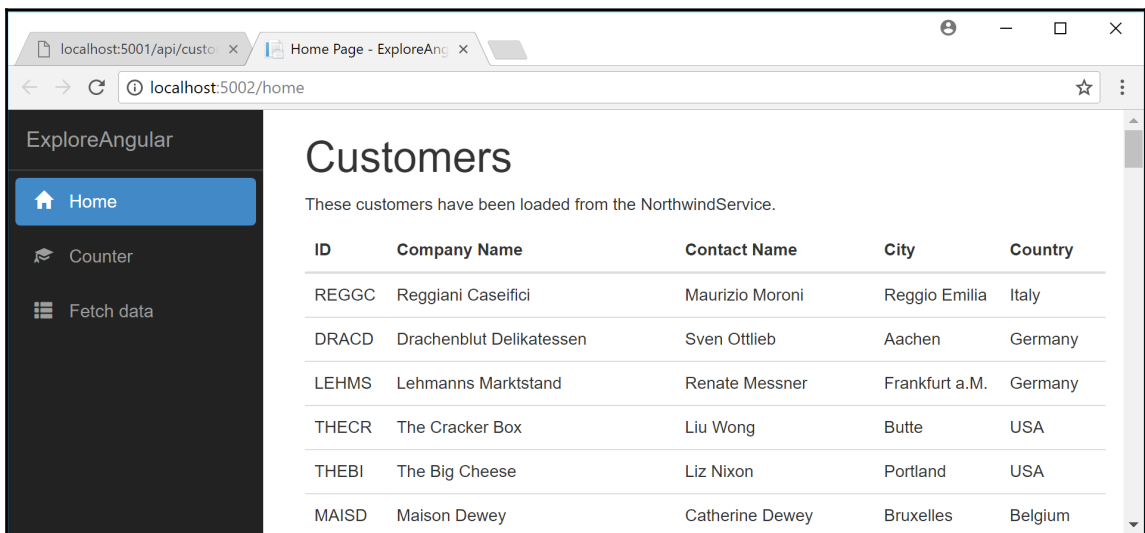 localhost:5001/api/custo Home Page - ExploreAng
localhost:5002/home
ExploreAngular
Home
Counter
Fetch data
Customers
These customers have been loaded from the NorthwindService.
ID Company Name Contact Name City Country
REGGC Reggiani Caseifici Maurizio Moroni Reggio Emilia Italy
DRACD Drachenblut Delikatessen Sven Ottlieb Aachen Germany
LEHMS Lehmanns Marktstand Renate Messner Frankfurt a.M. Germany
THECR The Cracker Box Liu Wong Butte USA
THEBI The Big Cheese Liz Nixon Portland USA
MAISD Maison Dewey Catherine Dewey Bruxelles Belgium